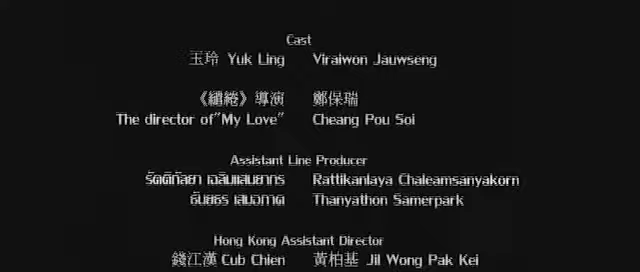 Cast
玉玲 Yuk Ling Viraiwon Jauwseng
《繾綣》導演 鄭保瑞
The director of"My Love" Cheang Pou Soi
Assistant Line Producer
รัตติกัลยา เฉลิมแสนยากร Rattikanlaya Chaleamsanyakorn
ธันยธร เสมอภาค Thanyathon Samerpark
Hong Kong Assistant Director
錢江漢 Cub Chien 黃柏基 Jil Wong Pak Kei